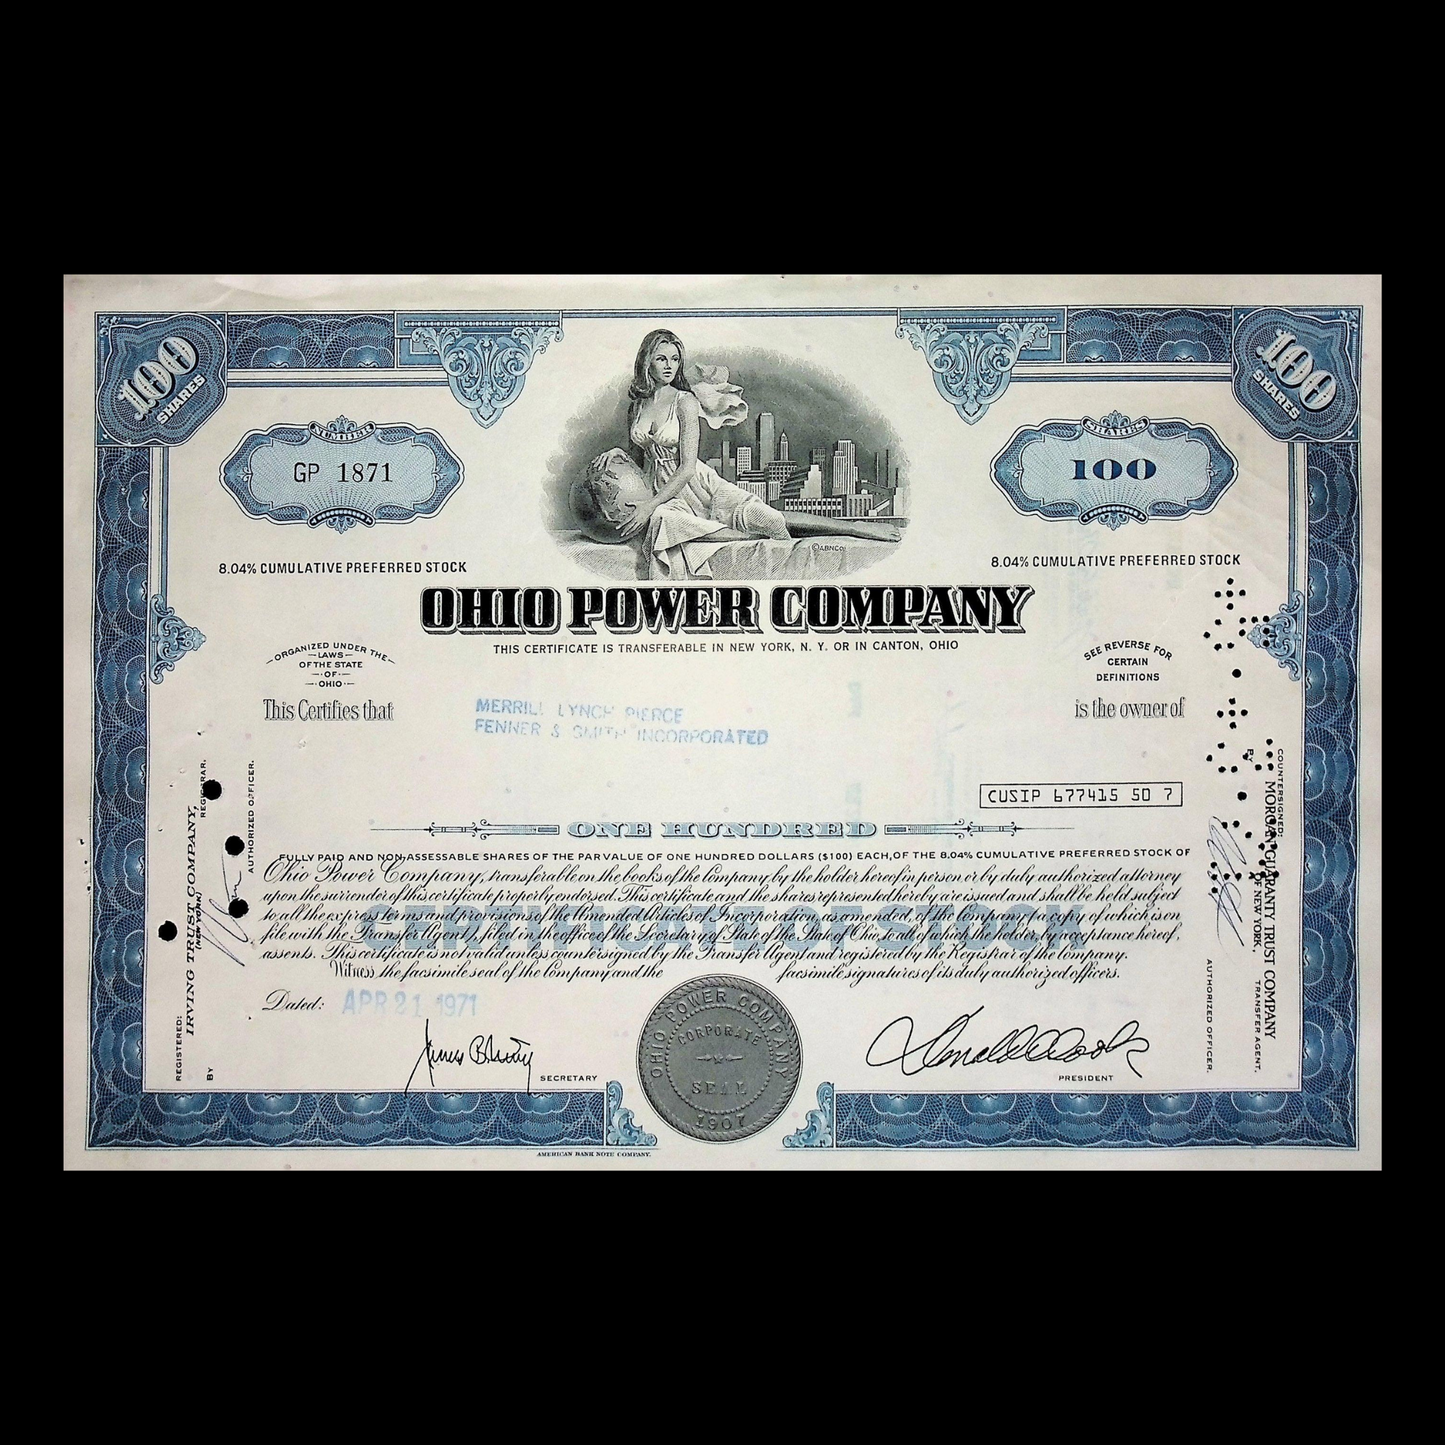 100
SHARES
100
SHARES
NUMBER
GP 1871
SHARES
100
©ABNCO.
8.04% CUMULATIVE PREFERRED STOCK
8.04% CUMULATIVE PREFERRED STOCK
OHIO POWER COMPANY
THIS CERTIFICATE IS TRANSFERABLE IN NEW YORK, N. Y. OR IN CANTON, OHIO
ORGANIZED UNDER THE
—LAWS—
OF THE STATE
—·OF·—
—·OHIO·—
SEE REVERSE FOR
CERTAIN
DEFINITIONS
This Certifies that
MERRILL LYNCH PIERCE
FENNER & SMITH INCORPORATED
is the owner of
CUSIP 677415 50 7
ONE HUNDRED
FULLY PAID AND NON-ASSESSABLE SHARES OF THE PAR VALUE OF ONE HUNDRED DOLLARS ($100) EACH, OF THE 8.04% CUMULATIVE PREFERRED STOCK OF
Ohio Power Company, transferable on the books of the Company, by the holder hereof in person or by duly authorized attorney
upon the surrender of this certificate properly endorsed. This certificate and the shares represented hereby are issued and shall be held subject
to all the express terms and provisions of the Amended Articles of Incorporation, as amended, of the Company (a copy of which is on
file with the Transfer Agent), filed in the office of the Secretary of State of the State of Ohio, to all of which the holder, by acceptance hereof,
assents. This certificate is not valid unless countersigned by the Transfer Agent and registered by the Registrar of the Company.
Witness the facsimile seal of the Company and the facsimile signatures of its duly authorized officers.
Dated: APR 21 1971
SECRETARY
OHIO POWER COMPANY
CORPORATE
SEAL
1907
PRESIDENT
REGISTERED:
IRVING TRUST COMPANY,
(NEW YORK)
REGISTRAR.
BY
AUTHORIZED OFFICER.
COUNTERSIGNED:
MORGAN GUARANTY TRUST COMPANY
OF NEW YORK,
TRANSFER AGENT,
BY
AUTHORIZED OFFICER.
AMERICAN BANK NOTE COMPANY.